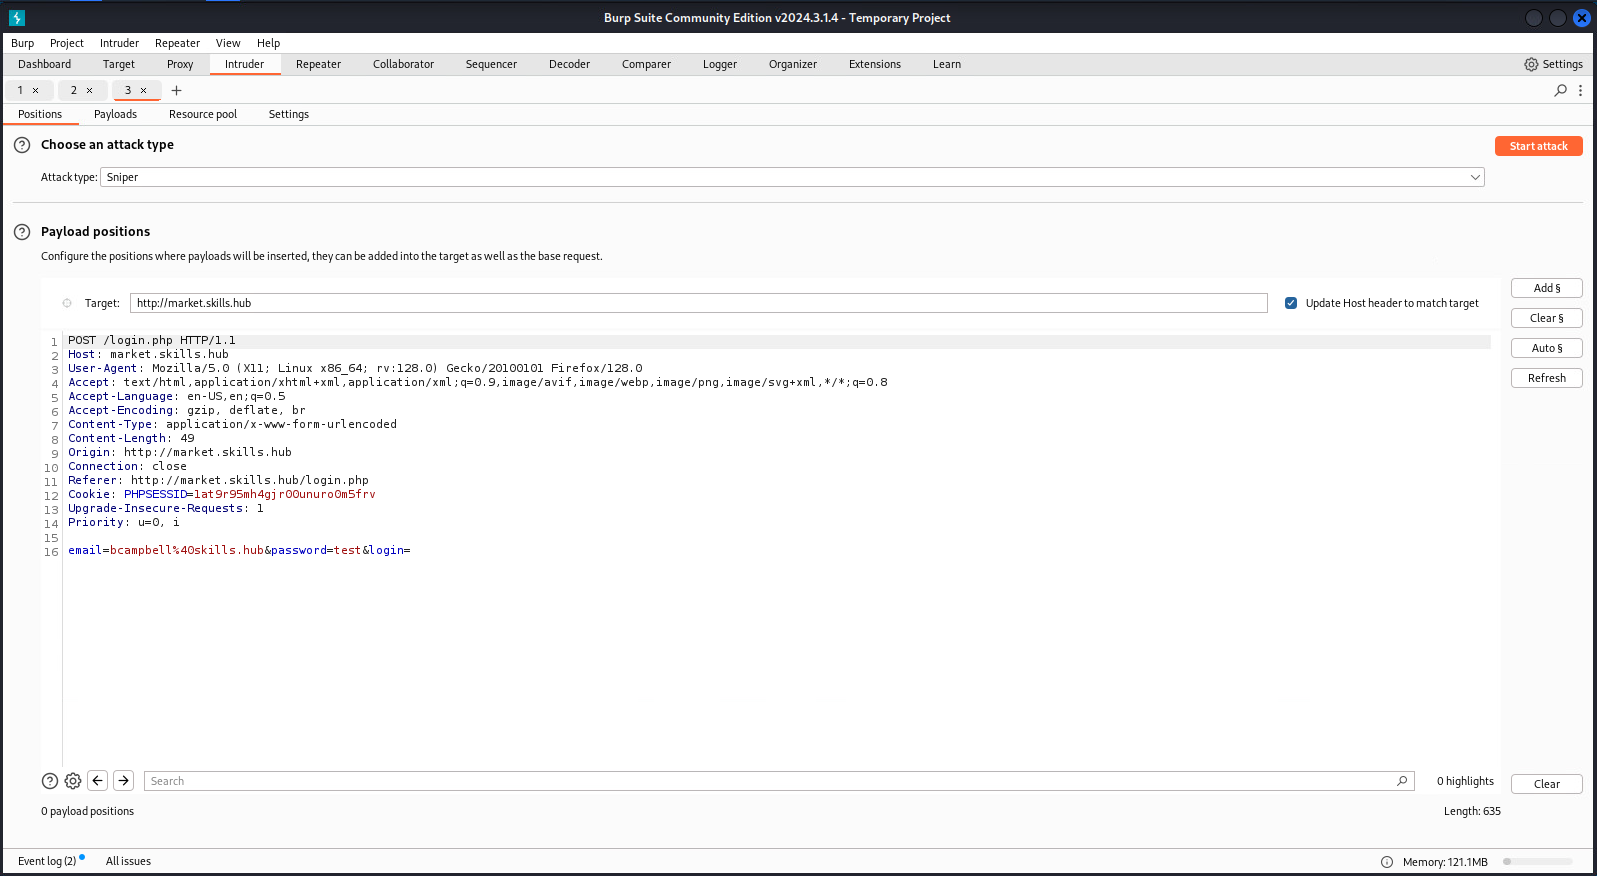 Burp Suite Community Edition v2024.3.1.4 - Temporary Project
Burp Project Intruder Repeater View Help
Dashboard Target Proxy Intruder Repeater Collaborator Sequencer Decoder Comparer Logger Organizer Extensions Learn Settings
1 × 2 × 3 × +
Positions Payloads Resource pool Settings
? Choose an attack type Start attack
Attack type: Sniper
? Payload positions
Configure the positions where payloads will be inserted, they can be added into the target as well as the base request.
Target: http://market.skills.hub Update Host header to match target
Add §
Clear §
Auto §
Refresh
1 POST /login.php HTTP/1.1
2 Host: market.skills.hub
3 User-Agent: Mozilla/5.0 (X11; Linux x86_64; rv:128.0) Gecko/20100101 Firefox/128.0
4 Accept: text/html,application/xhtml+xml,application/xml;q=0.9,image/avif,image/webp,image/png,image/svg+xml,*/*;q=0.8
5 Accept-Language: en-US,en;q=0.5
6 Accept-Encoding: gzip, deflate, br
7 Content-Type: application/x-www-form-urlencoded
8 Content-Length: 49
9 Origin: http://market.skills.hub
10 Connection: close
11 Referer: http://market.skills.hub/login.php
12 Cookie: PHPSESSID=1at9r95mh4gjr00unuro0m5frv
13 Upgrade-Insecure-Requests: 1
14 Priority: u=0, i
15
16 email=bcampbell%40skills.hub&password=test&login=
? Search 0 highlights Clear
0 payload positions Length: 635
Event log (2) All issues Memory: 121.1MB